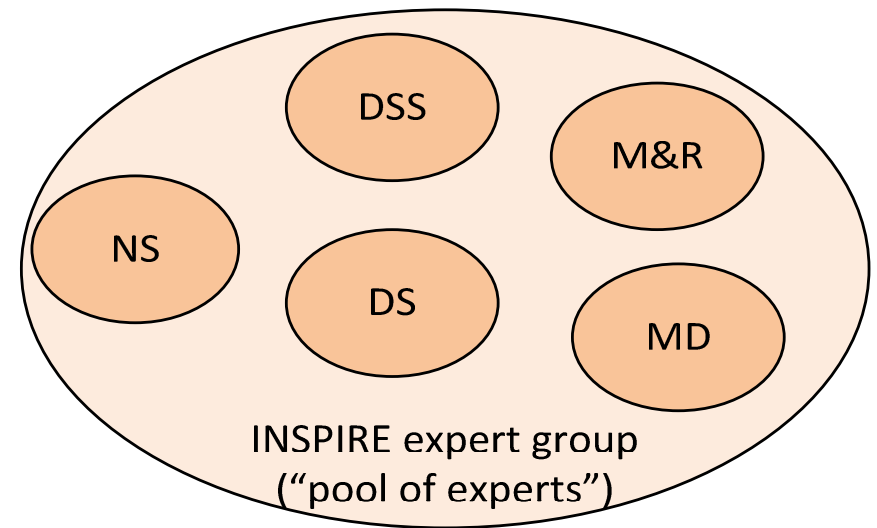 DSS
M&R
NS
DS
MD
INSPIRE expert group
(“pool of experts”)